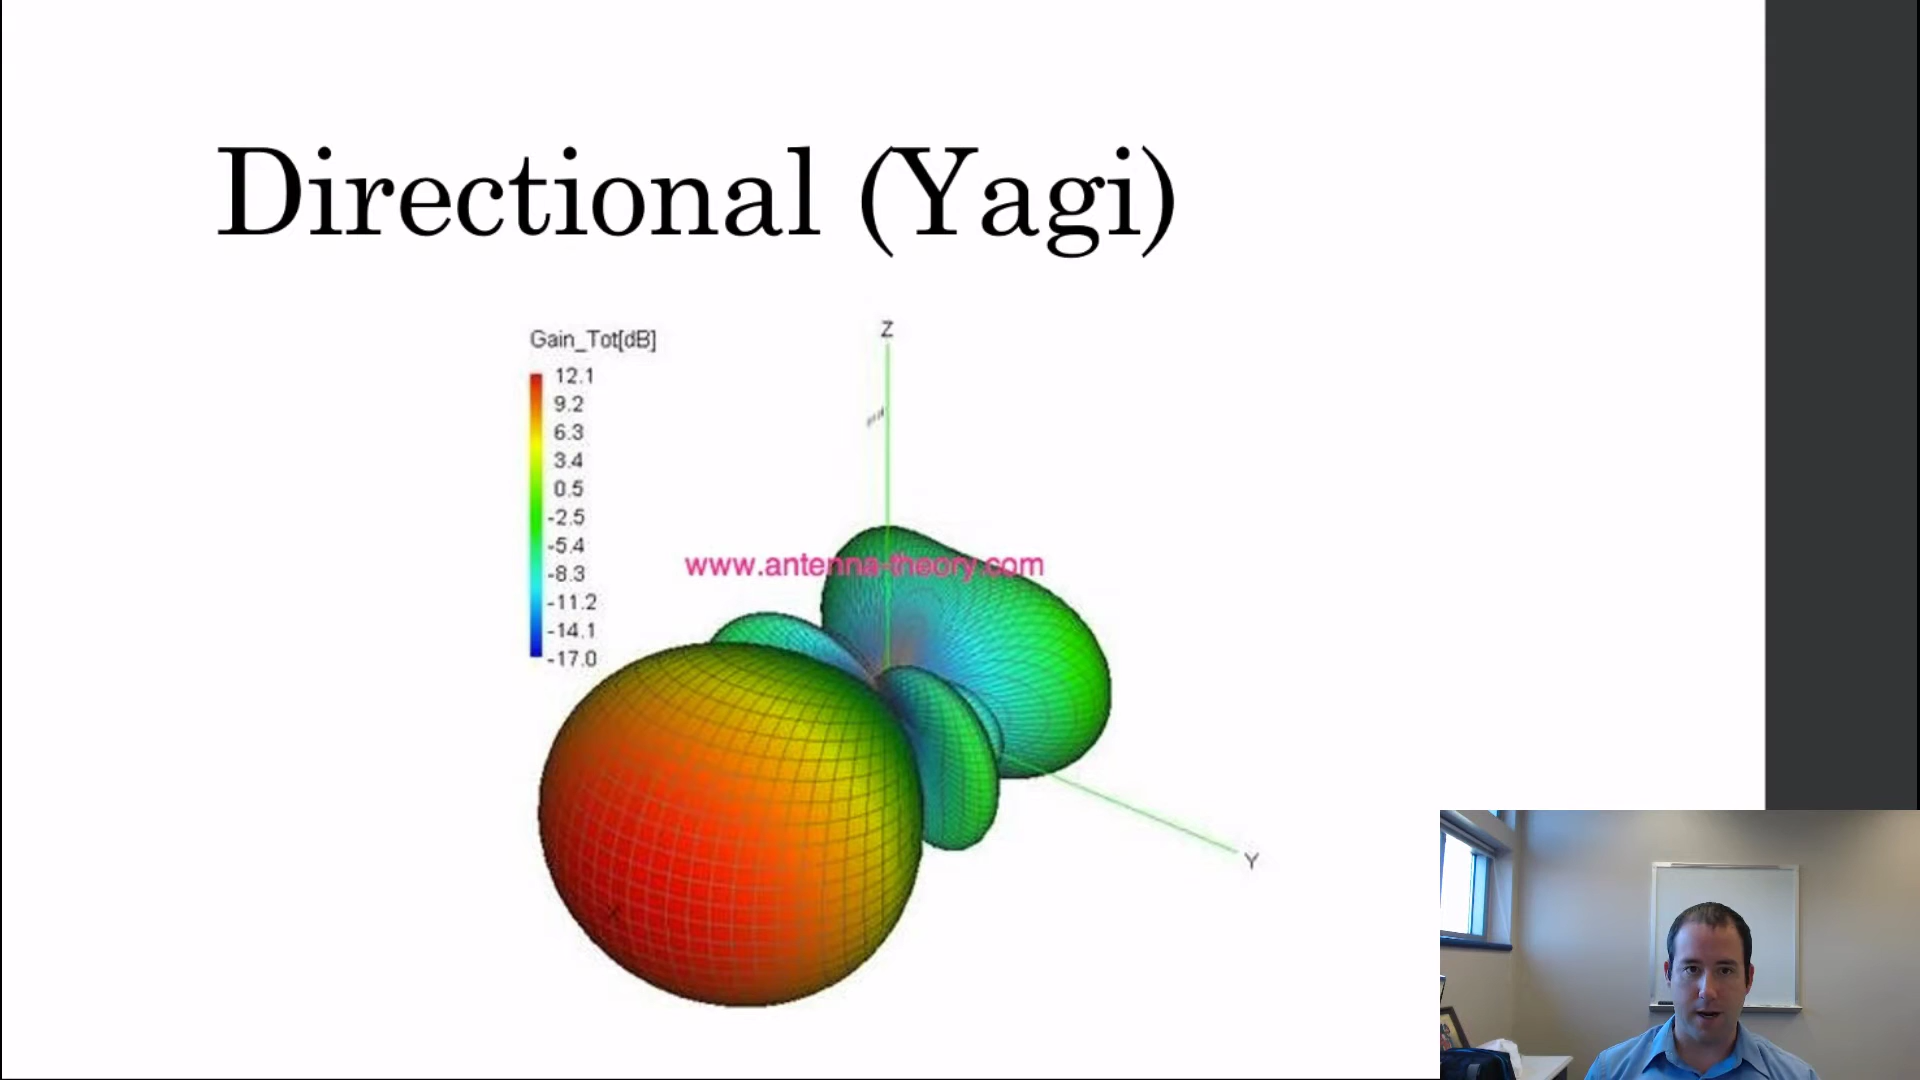 Directional (Yagi)
Gain_Tot[dB]
12.1
9.2
6.3
3.4
0.5
-2.5
-5.4
-8.3
-11.2
-14.1
-17.0
Z
www.antenna-theory.com
Y
X